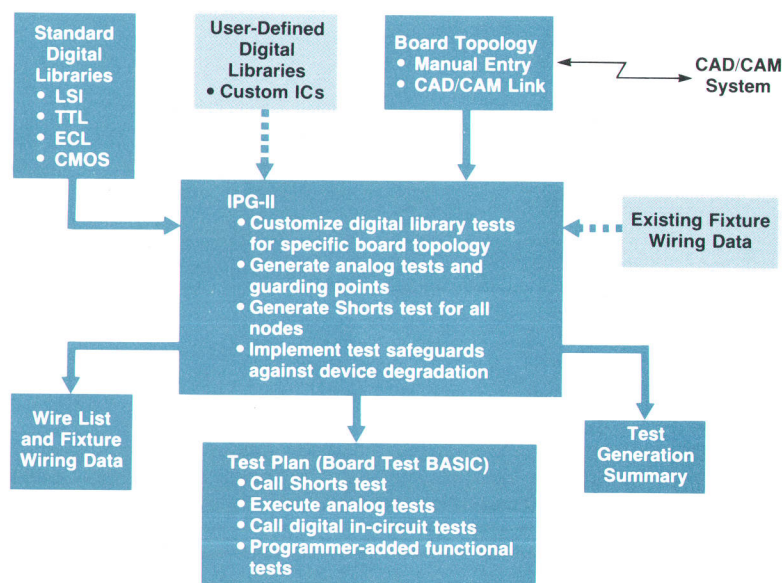 Standard
Digital
Libraries
• LSI
• TTL
• ECL
• CMOS
User-Defined
Digital
Libraries
• Custom ICs
Board Topology
• Manual Entry
• CAD/CAM Link
CAD/CAM
System
IPG-II
• Customize digital library tests
for specific board topology
• Generate analog tests and
guarding points
• Generate Shorts test for all
nodes
• Implement test safeguards
against device degradation
Existing Fixture
Wiring Data
Wire List
and Fixture
Wiring Data
Test Plan (Board Test BASIC)
• Call Shorts test
• Execute analog tests
• Call digital in-circuit tests
• Programmer-added functional
tests
Test
Generation
Summary